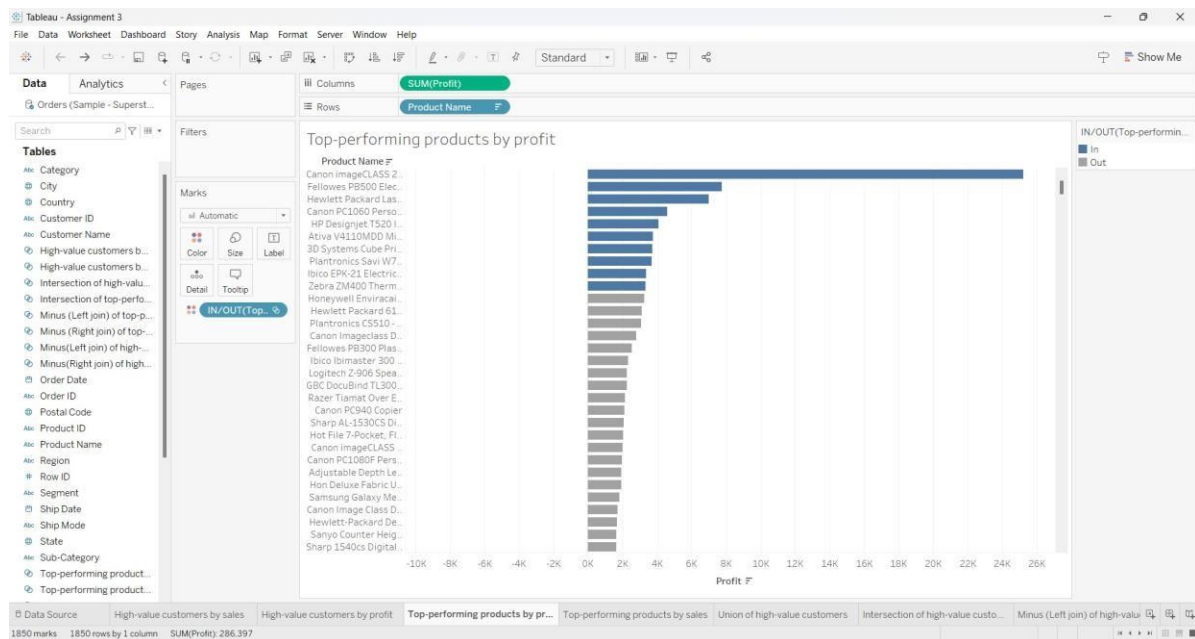 Tableau - Assignment 3
File Data Worksheet Dashboard Story Analysis Map Format Server Window Help
Standard
Show Me
Data Analytics
Orders (Sample - Superst...
Search
Tables
Abc Category
City
Country
Abc Customer ID
Abc Customer Name
High-value customers b...
High-value customers b...
Intersection of high-valu...
Intersection of top-perfo...
Minus (Left join) of top-p...
Minus (Right join) of top-...
Minus(Left join) of high-...
Minus(Right join) of high...
Order Date
Abc Order ID
Postal Code
Abc Product ID
Abc Product Name
Abc Region
# Row ID
Abc Segment
Ship Date
Abc Ship Mode
State
Abc Sub-Category
Top-performing product...
Top-performing product...
Pages
Filters
Marks
Automatic
Color Size Label
Detail Tooltip
IN/OUT(Top..
Columns SUM(Profit)
Rows Product Name
Top-performing products by profit
Product Name
Canon imageCLASS 2..
Fellowes PB500 Elec..
Hewlett Packard Las..
Canon PC1060 Perso..
HP Designjet T520 I..
Ativa V4110MDD Mi..
3D Systems Cube Pri..
Plantronics Savi W7..
Ibico EPK-21 Electric..
Zebra ZM400 Therm..
Honeywell Enviracai..
Hewlett Packard 61..
Plantronics CS510 -..
Canon Imageclass D..
Fellowes PB300 Plas..
Ibico Ibimaster 300 ..
Logitech Z-906 Spea..
GBC DocuBind TL300..
Razer Tiamat Over E..
Canon PC940 Copier
Sharp AL-1530CS Di..
Hot File 7-Pocket, Fl..
Canon imageCLASS ..
Canon PC1080F Pers..
Adjustable Depth Le..
Hon Deluxe Fabric U..
Samsung Galaxy Me..
Canon Image Class D..
Hewlett-Packard De..
Sanyo Counter Heig..
Sharp 1540cs Digital..
-10K -8K -6K -4K -2K 0K 2K 4K 6K 8K 10K 12K 14K 16K 18K 20K 22K 24K 26K
Profit
IN/OUT(Top-performin...
In
Out
Data Source High-value customers by sales High-value customers by profit Top-performing products by pr... Top-performing products by sales Union of high-value customers Intersection of high-value custo... Minus (Left join) of high-valu
1850 marks 1850 rows by 1 column SUM(Profit): 286,397